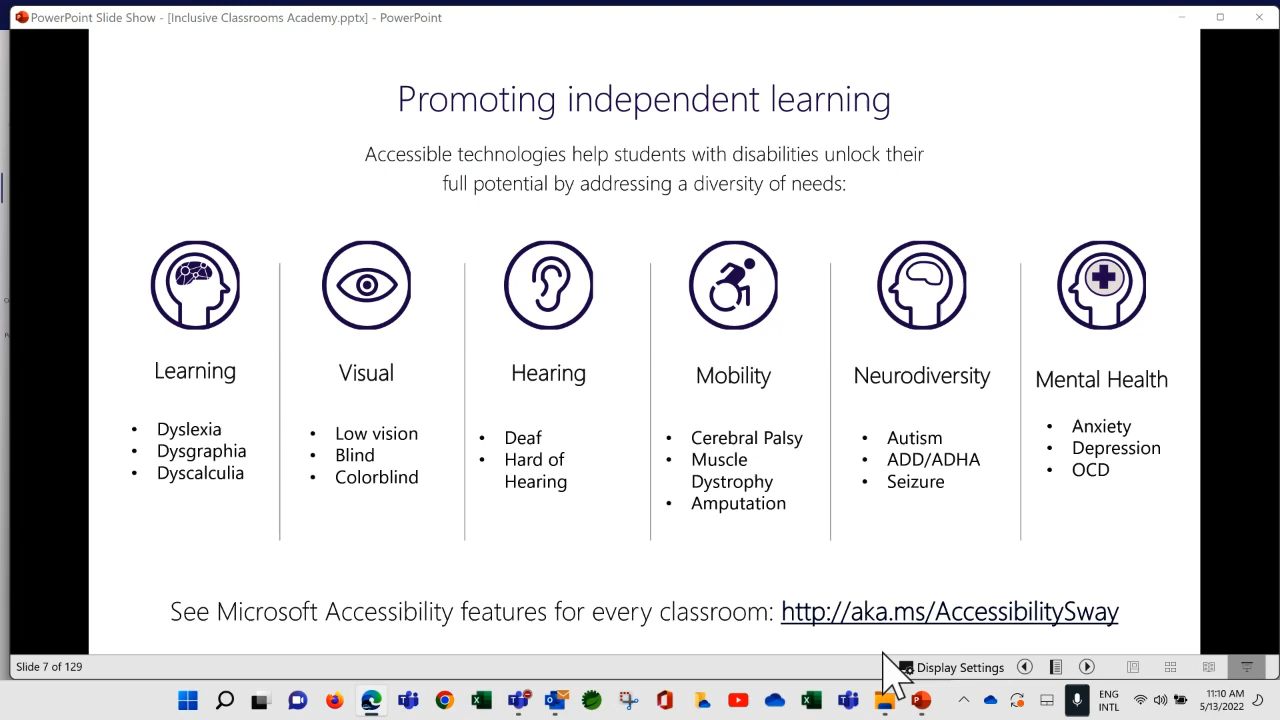 PowerPoint Slide Show - [Inclusive Classrooms Academy.pptx] - PowerPoint
Promoting independent learning
Accessible technologies help students with disabilities unlock their
full potential by addressing a diversity of needs:
Learning
• Dyslexia
• Dysgraphia
• Dyscalculia
Visual
• Low vision
• Blind
• Colorblind
Hearing
• Deaf
• Hard of
Hearing
Mobility
• Cerebral Palsy
• Muscle
Dystrophy
• Amputation
Neurodiversity
• Autism
• ADD/ADHA
• Seizure
Mental Health
• Anxiety
• Depression
• OCD
See Microsoft Accessibility features for every classroom: http://aka.ms/AccessibilitySway
Slide 7 of 129
Display Settings
ENG
INTL
11:10 AM
5/13/2022